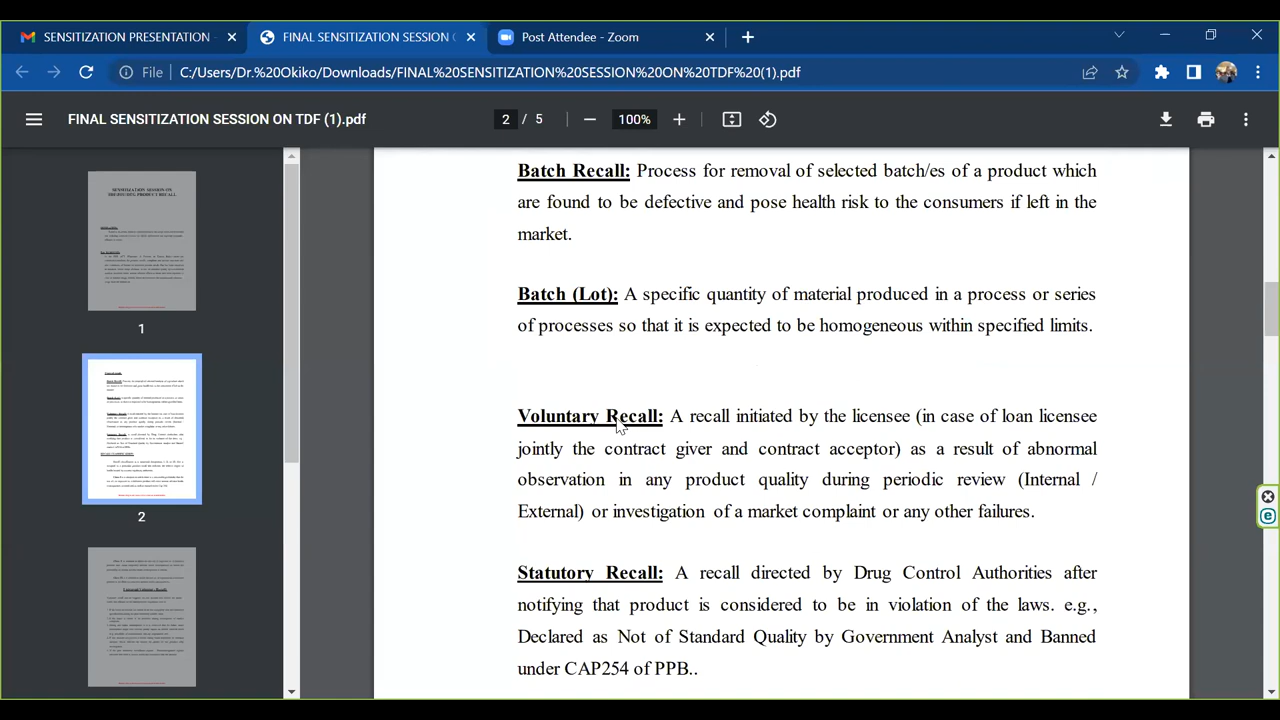 SENSITIZATION PRESENTATION -
FINAL SENSITIZATION SESSION
Post Attendee - Zoom
File
C:/Users/Dr.%20Okiko/Downloads/FINAL%20SENSITIZATION%20SESSION%20ON%20TDF%20(1).pdf
FINAL SENSITIZATION SESSION ON TDF (1).pdf
2 / 5
100%
1
2
Batch Recall: Process for removal of selected batch/es of a product which
are found to be defective and pose health risk to the consumers if left in the
market.
Batch (Lot): A specific quantity of material produced in a process or series
of processes so that it is expected to be homogeneous within specified limits.
Voluntary Recall: A recall initiated by the licensee (in case of loan licensee
jointly the contract giver and contract acceptor) as a result of abnormal
observation in any product quality during periodic review (Internal /
External) or investigation of a market complaint or any other failures.
Statutory Recall: A recall directed by Drug Control Authorities after
notifying that product is considered to be in violation of the laws. e.g.,
Declared as Not of Standard Quality by Government Analyst and Banned
under CAP254 of PPB..